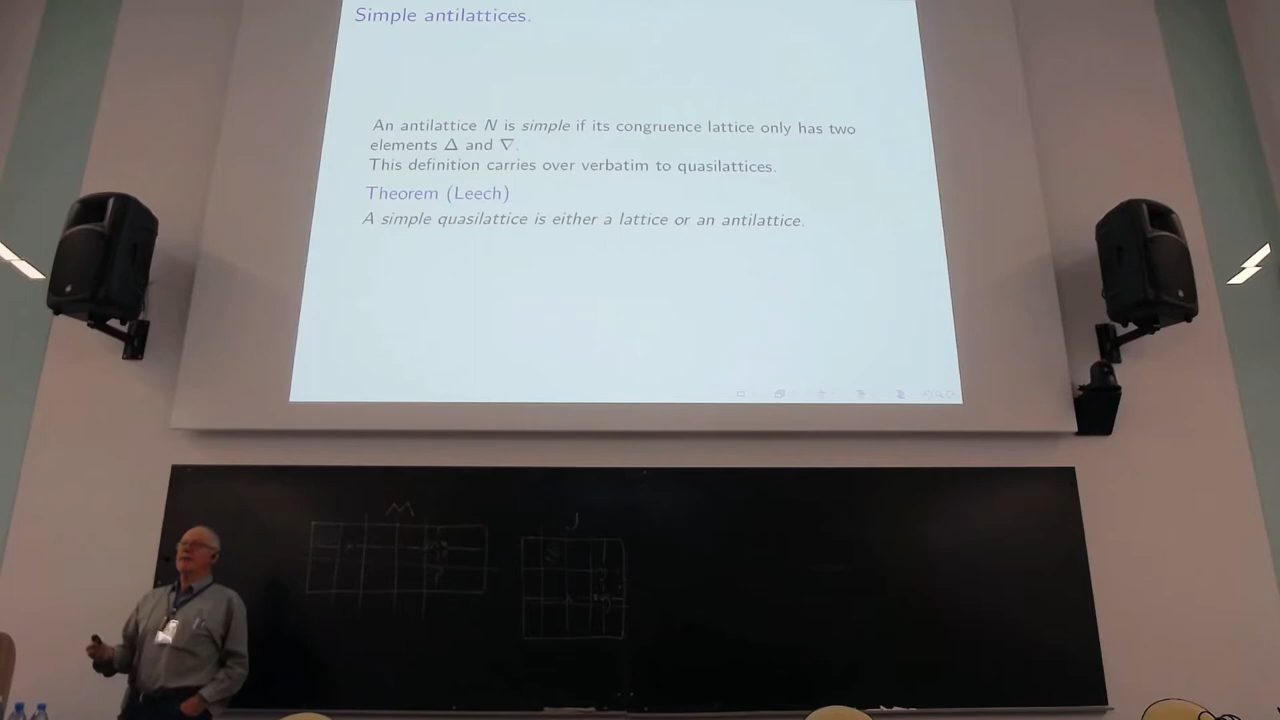 Simple antilattices.
An antilattice N is simple if its congruence lattice only has two
elements Δ and ∇.
This definition carries over verbatim to quasilattices.
Theorem (Leech)
A simple quasilattice is either a lattice or an antilattice.
M
J